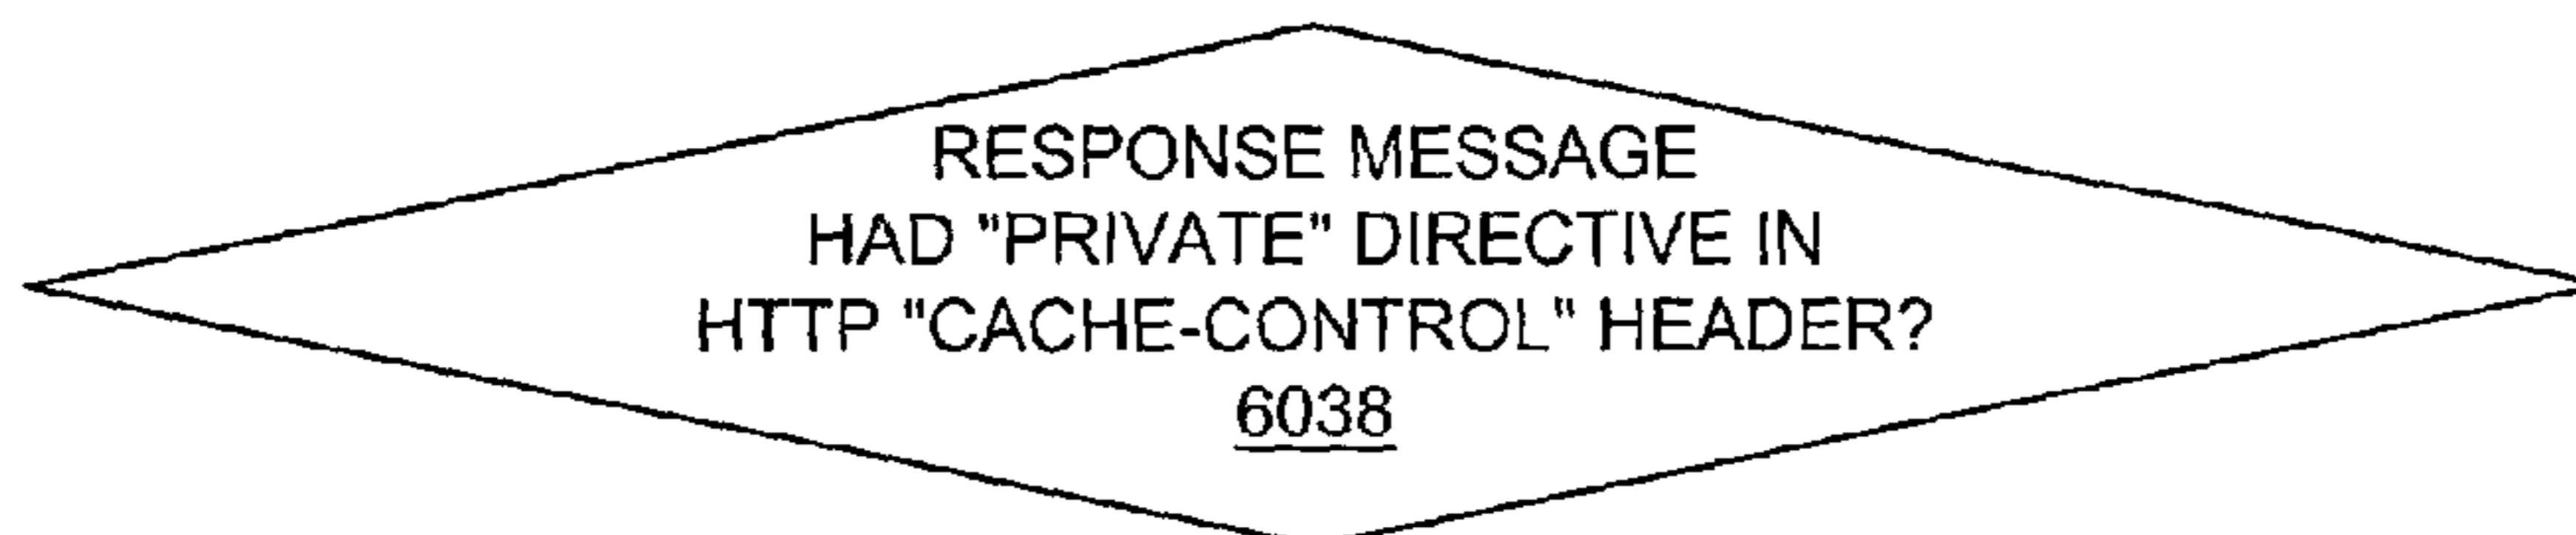 RESPONSE MESSAGE
HAD "PRIVATE" DIRECTIVE IN
HTTP "CACHE-CONTROL" HEADER?
6038